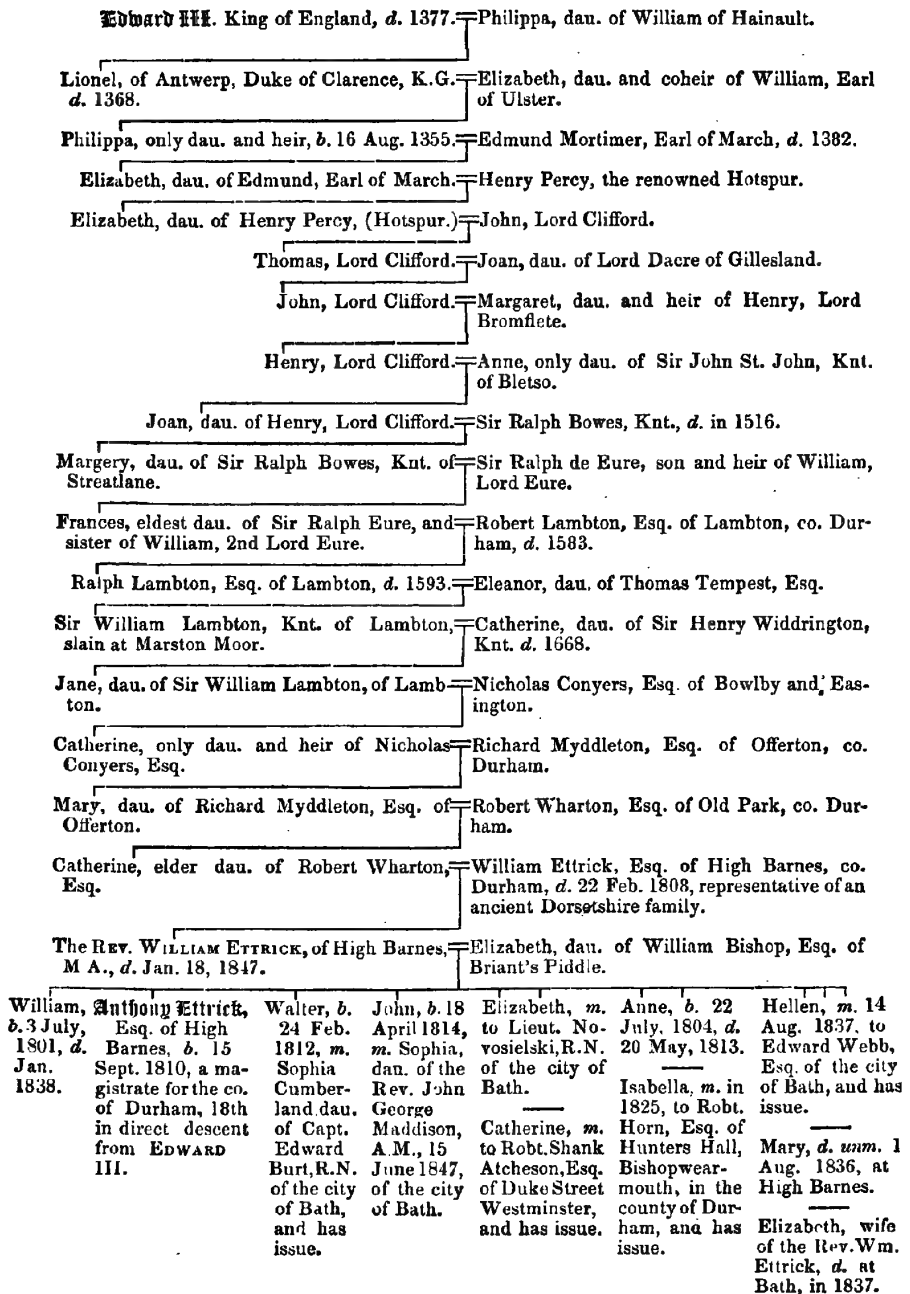 Edward III. King of England, d. 1377.=Philippa, dau. of William of Hainault.
Lionel, of Antwerp, Duke of Clarence, K.G.=Elizabeth, dau. and coheir of William, Earl
d. 1368. of Ulster.
Philippa, only dau. and heir, b. 16 Aug. 1355.=Edmund Mortimer, Earl of March, d. 1382.
Elizabeth, dau. of Edmund, Earl of March.=Henry Percy, the renowned Hotspur.
Elizabeth, dau. of Henry Percy, (Hotspur.)=John, Lord Clifford.
Thomas, Lord Clifford.=Joan, dau. of Lord Dacre of Gillesland.
John, Lord Clifford.=Margaret, dau. and heir of Henry, Lord
Bromflete.
Henry, Lord Clifford.=Anne, only dau. of Sir John St. John, Knt.
of Bletso.
Joan, dau. of Henry, Lord Clifford.=Sir Ralph Bowes, Knt., d. in 1516.
Margery, dau. of Sir Ralph Bowes, Knt. of=Sir Ralph de Eure, son and heir of William,
Streatlane. Lord Eure.
Frances, eldest dau. of Sir Ralph Eure, and=Robert Lambton, Esq. of Lambton, co. Dur-
sister of William, 2nd Lord Eure. ham, d. 1583.
Ralph Lambton, Esq. of Lambton, d. 1593.=Eleanor, dau. of Thomas Tempest, Esq.
Sir William Lambton, Knt. of Lambton,=Catherine, dau. of Sir Henry Widdrington,
slain at Marston Moor. Knt. d. 1668.
Jane, dau. of Sir William Lambton, of Lamb-=Nicholas Conyers, Esq. of Bowlby and Eas-
ton. ington.
Catherine, only dau. and heir of Nicholas=Richard Myddleton, Esq. of Offerton, co.
Conyers, Esq. Durham.
Mary, dau. of Richard Myddleton, Esq. of=Robert Wharton, Esq. of Old Park, co. Dur-
Offerton. ham.
Catherine, elder dau. of Robert Wharton,=William Ettrick, Esq. of High Barnes, co.
Esq. Durham, d. 22 Feb. 1808, representative of an
ancient Dorsetshire family.
The REV. WILLIAM ETTRICK, of High Barnes,=Elizabeth, dau. of William Bishop, Esq. of
M A., d. Jan. 18, 1847. Briant's Piddle.
William,
b. 3 July,
1801, d.
Jan.
1838.
Anthony Ettrick,
Esq. of High
Barnes, b. 15
Sept. 1810, a ma-
gistrate for the co.
of Durham, 18th
in direct descent
from EDWARD
III.
Walter, b.
24 Feb.
1812, m.
Sophia
Cumber-
land, dau.
of Capt.
Edward
Burt, R.N.
of the city
of Bath,
and has
issue.
John, b. 18
April 1814,
m. Sophia,
dau. of the
Rev. John
George
Maddison,
A.M., 15
June 1847,
of the city
of Bath.
Elizabeth, m.
to Lieut. No-
vosielski, R.N.
of the city of
Bath.
Catherine, m.
to Robt. Shank
Atcheson, Esq.
of Duke Street
Westminster,
and has issue.
Anne, b. 22
July, 1804, d.
20 May, 1813.
Isabella, m. in
1825, to Robt.
Horn, Esq. of
Hunters Hall,
Bishopwear-
mouth, in the
county of Dur-
ham, and has
issue.
Hellen, m. 14
Aug. 1837, to
Edward Webb,
Esq. of the city
of Bath, and has
issue.
Mary, d. unm. 1
Aug. 1836, at
High Barnes.
Elizabeth, wife
of the Rev. Wm.
Ettrick, d. at
Bath, in 1837.